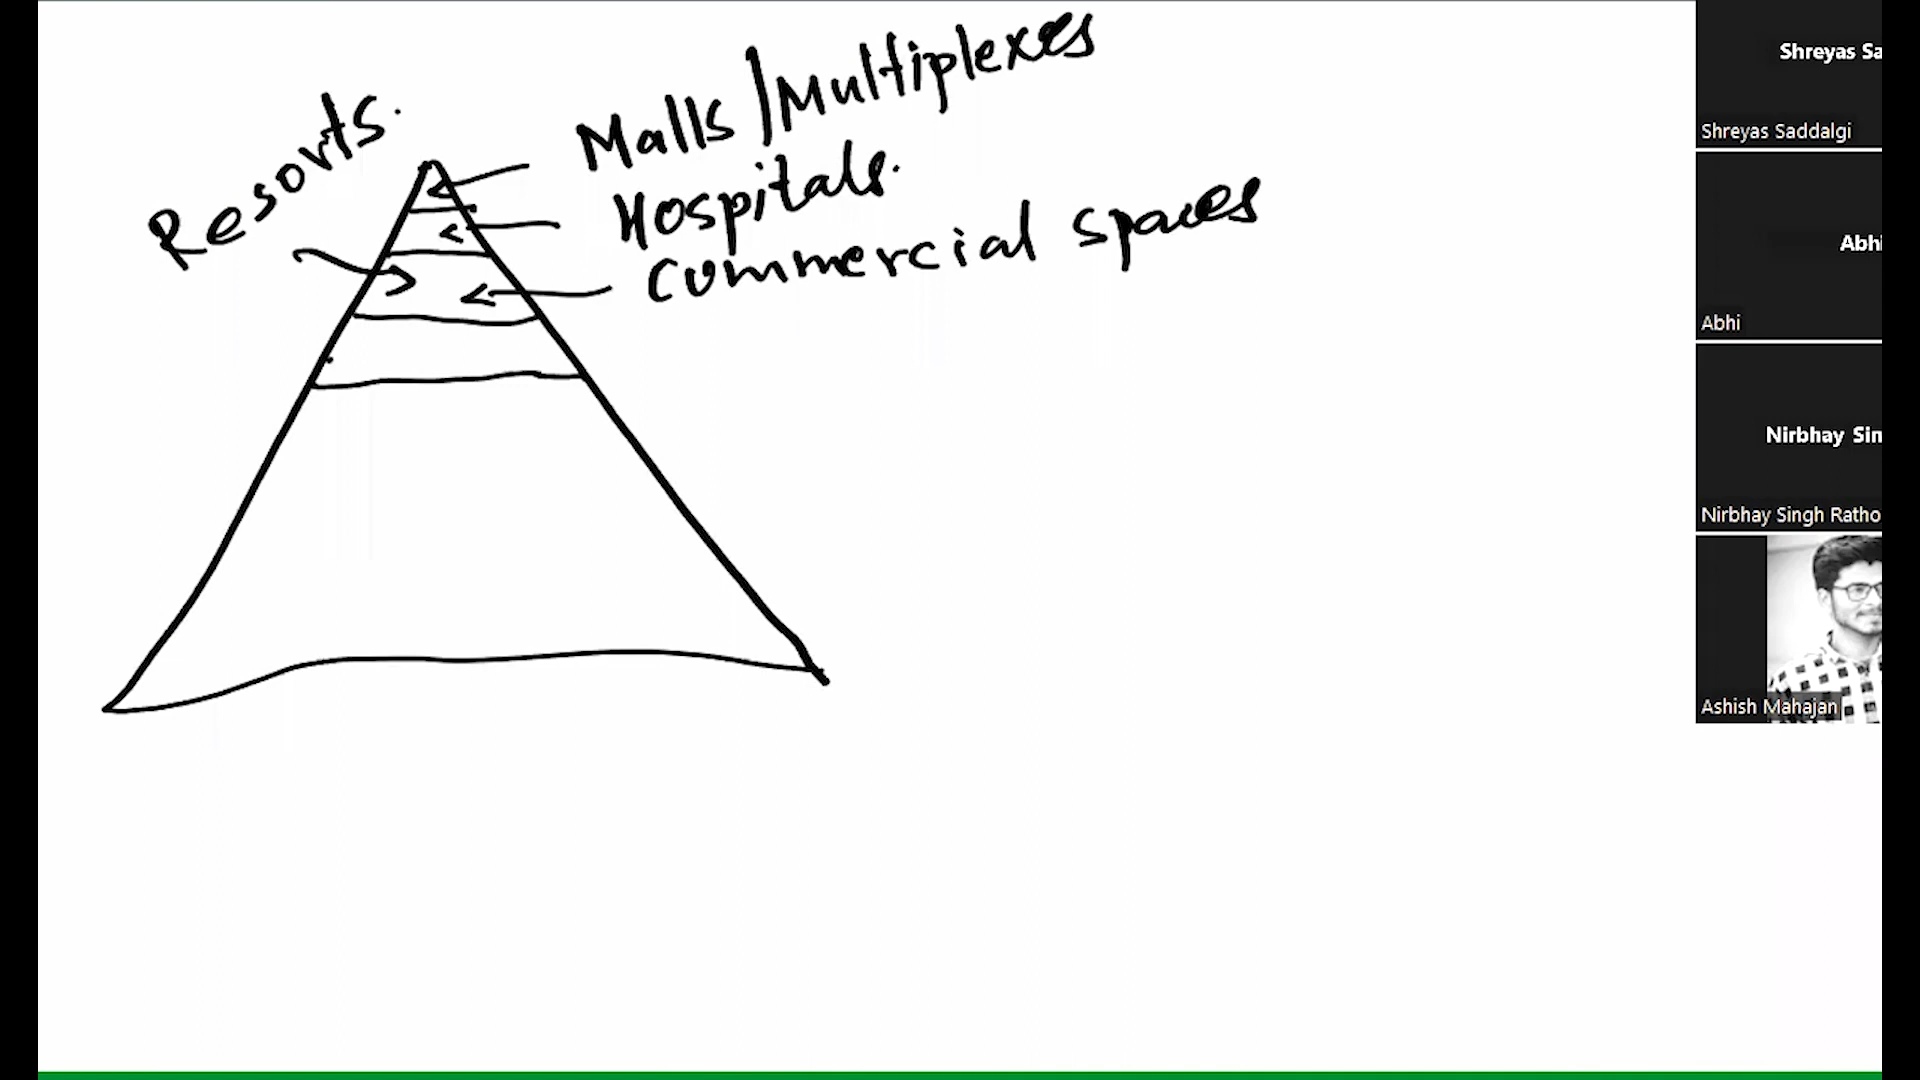 Resorts.
Malls/Multiplexes
Hospitals.
Commercial spaces
Shreyas Sa
Shreyas Saddalgi
Abhi
Abhi
Nirbhay Sin
Nirbhay Singh Ratho
Ashish Mahajan